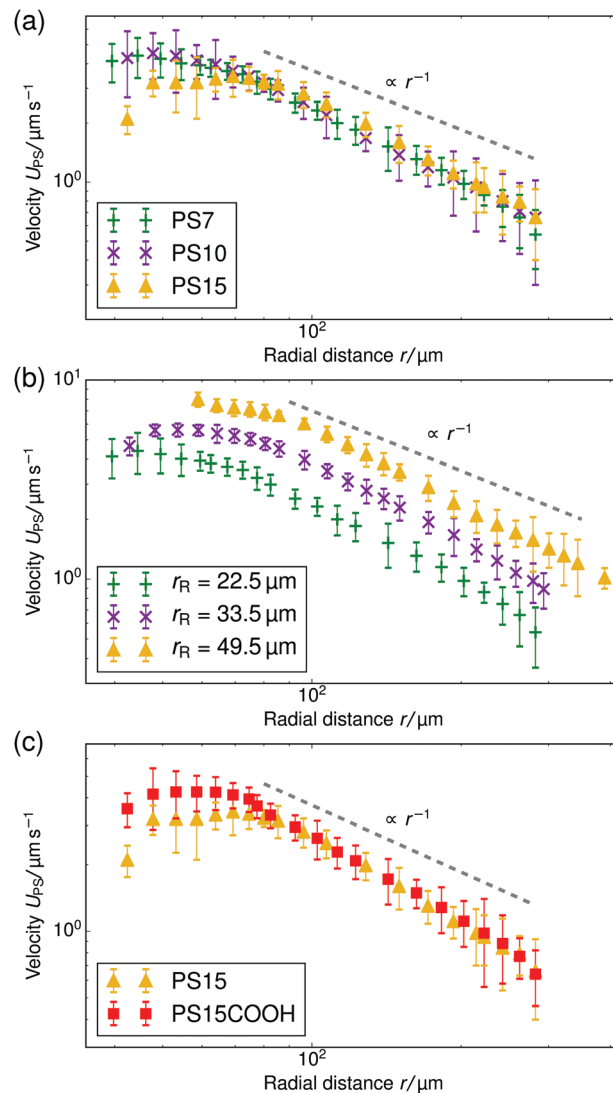 (a)
Velocity U_PS/µm s⁻¹
10⁰
∝ r⁻¹
PS7
PS10
PS15
10²
Radial distance r/µm
(b)
Velocity U_PS/µm s⁻¹
10¹
10⁰
∝ r⁻¹
r_R = 22.5 µm
r_R = 33.5 µm
r_R = 49.5 µm
10²
Radial distance r/µm
(c)
Velocity U_PS/µm s⁻¹
10⁰
∝ r⁻¹
PS15
PS15COOH
10²
Radial distance r/µm